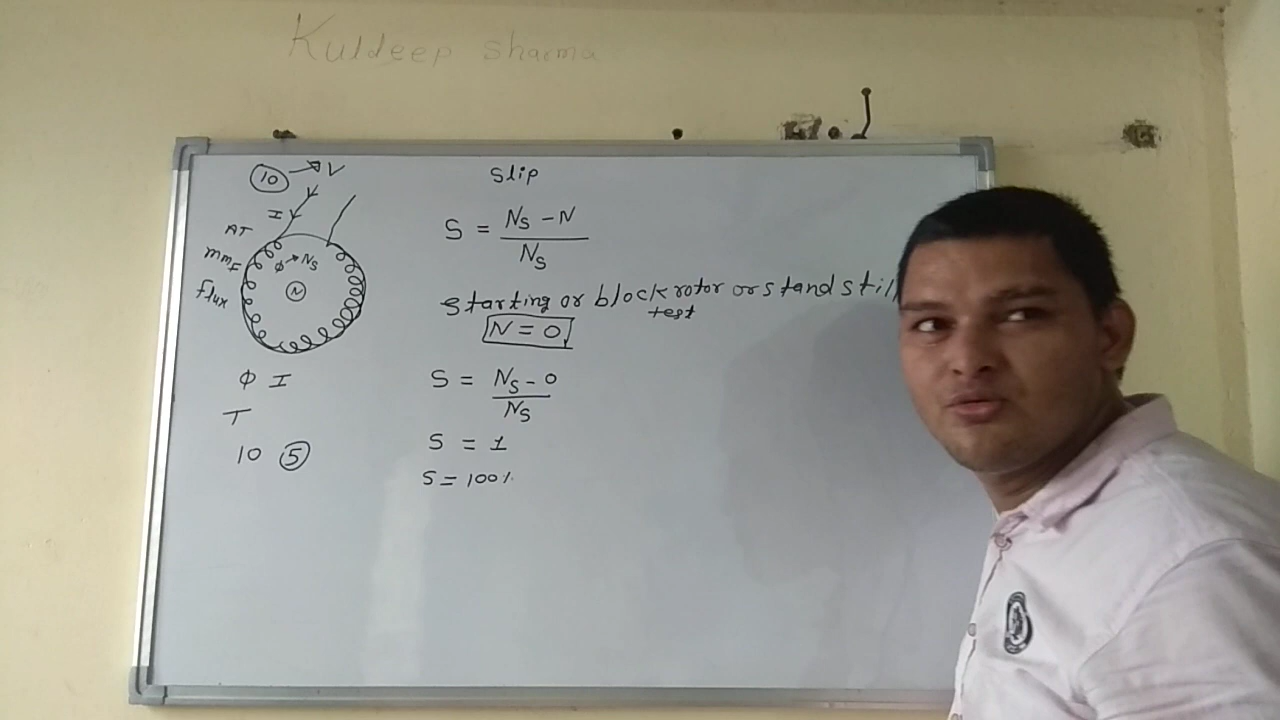 Kuldeep sharma
10 → V
I
AT
mmf
flux
φ → Ns
N
φ I
T
10 5
Slip
S = Ns - N
Ns
Starting or block rotor or stand still
test
N = 0
S = Ns - 0
Ns
S = 1
S = 100%